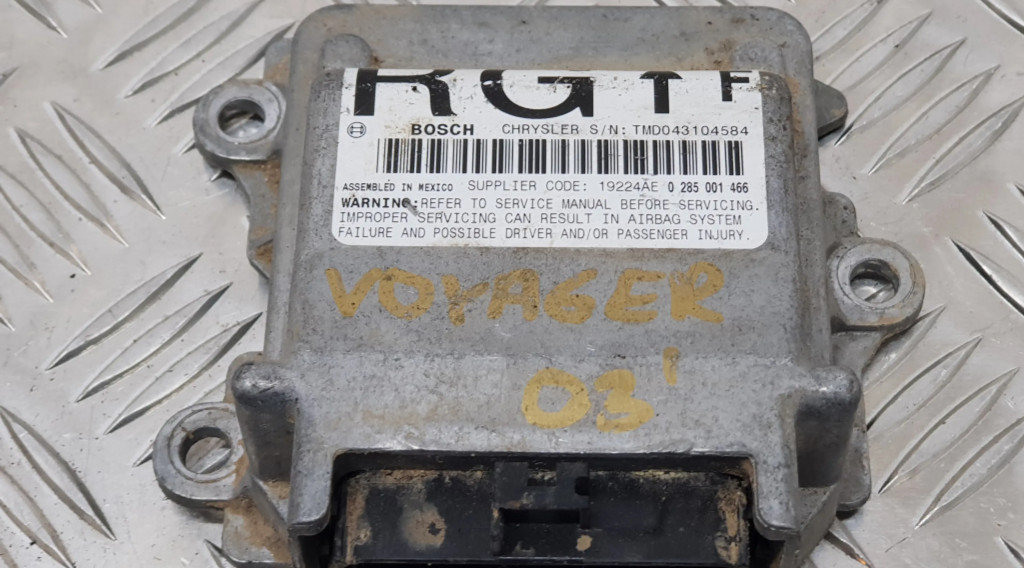 RG1F
BOSCH CHRYSLER S/N: TMD043104584
ASSEMBLED IN MEXICO SUPPLIER CODE: 19224AE 0 285 001 466
WARNING:REFER TO SERVICE MANUAL BEFORE SERVICING.
IMPROPER SERVICING CAN RESULT IN AIRBAG SYSTEM
FAILURE AND POSSIBLE DRIVER AND/OR PASSENGER INJURY.
VOYAGER
03'